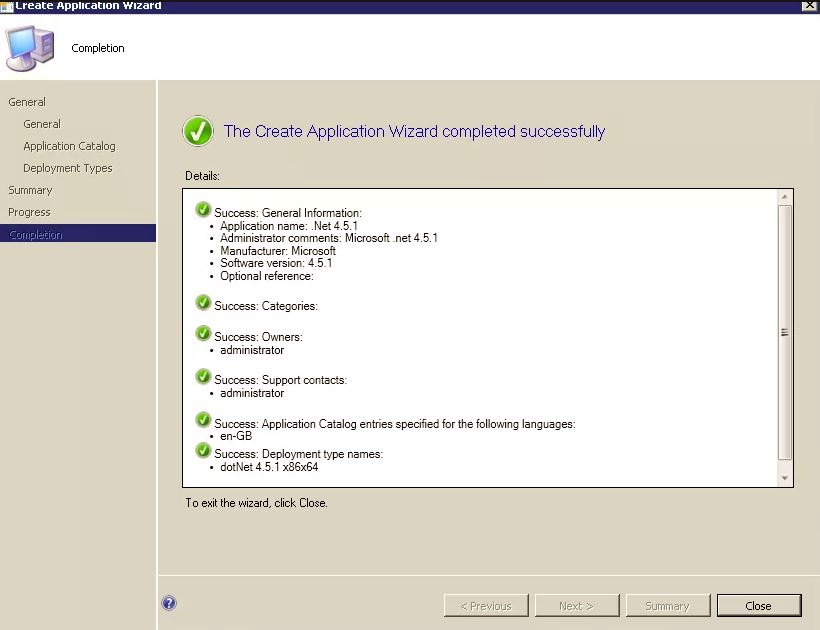 Create Application Wizard
Completion
General
General
Application Catalog
Deployment Types
Summary
Progress
Completion
The Create Application Wizard completed successfully
Details:
Success: General Information:
• Application name: .Net 4.5.1
• Administrator comments: Microsoft .net 4.5.1
• Manufacturer: Microsoft
• Software version: 4.5.1
• Optional reference:
Success: Categories:
Success: Owners:
• administrator
Success: Support contacts:
• administrator
Success: Application Catalog entries specified for the following languages:
• en-GB
Success: Deployment type names:
• dotNet 4.5.1 x86x64
To exit the wizard, click Close.
< Previous Next > Summary Close